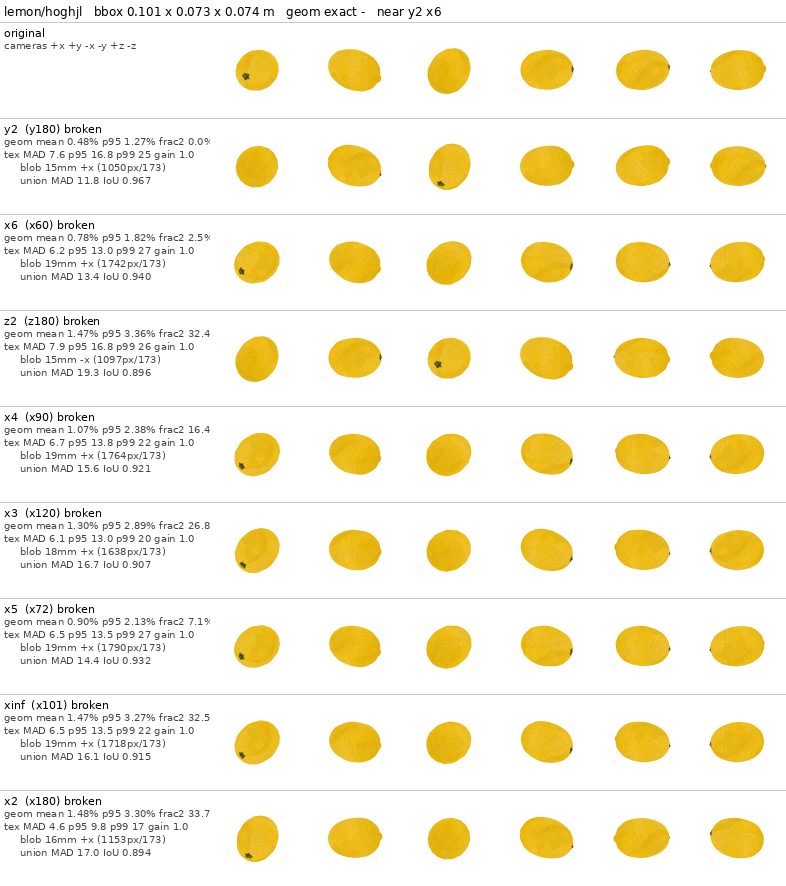 lemon/hoghjl   bbox 0.101 x 0.073 x 0.074 m   geom exact -   near y2 x6
original
cameras +x +y -x -y +z -z
y2  (y180) broken
geom mean 0.48% p95 1.27% frac2 0.0%
tex MAD 7.6 p95 16.8 p99 25 gain 1.0
blob 15mm +x (1050px/173)
union MAD 11.8 IoU 0.967
x6  (x60) broken
geom mean 0.78% p95 1.82% frac2 2.5%
tex MAD 6.2 p95 13.0 p99 27 gain 1.0
blob 19mm +x (1742px/173)
union MAD 13.4 IoU 0.940
z2  (z180) broken
geom mean 1.47% p95 3.36% frac2 32.4
tex MAD 7.9 p95 16.8 p99 26 gain 1.0
blob 15mm -x (1097px/173)
union MAD 19.3 IoU 0.896
x4  (x90) broken
geom mean 1.07% p95 2.38% frac2 16.4
tex MAD 6.7 p95 13.8 p99 22 gain 1.0
blob 19mm +x (1764px/173)
union MAD 15.6 IoU 0.921
x3  (x120) broken
geom mean 1.30% p95 2.89% frac2 26.8
tex MAD 6.1 p95 13.0 p99 20 gain 1.0
blob 18mm +x (1638px/173)
union MAD 16.7 IoU 0.907
x5  (x72) broken
geom mean 0.90% p95 2.13% frac2 7.1%
tex MAD 6.5 p95 13.5 p99 27 gain 1.0
blob 19mm +x (1790px/173)
union MAD 14.4 IoU 0.932
xinf  (x101) broken
geom mean 1.47% p95 3.27% frac2 32.5
tex MAD 6.5 p95 13.5 p99 22 gain 1.0
blob 19mm +x (1718px/173)
union MAD 16.1 IoU 0.915
x2  (x180) broken
geom mean 1.48% p95 3.30% frac2 33.7
tex MAD 4.6 p95 9.8 p99 17 gain 1.0
blob 16mm +x (1153px/173)
union MAD 17.0 IoU 0.894